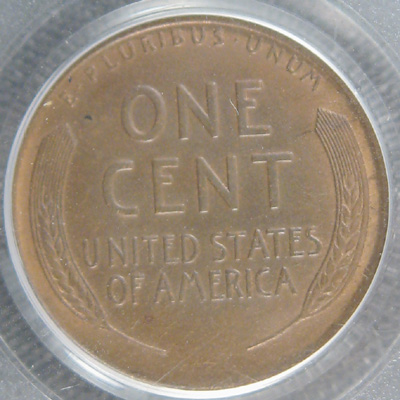 E·PLURIBUS·UNUM
ONE
CENT
UNITED STATES
OF AMERICA